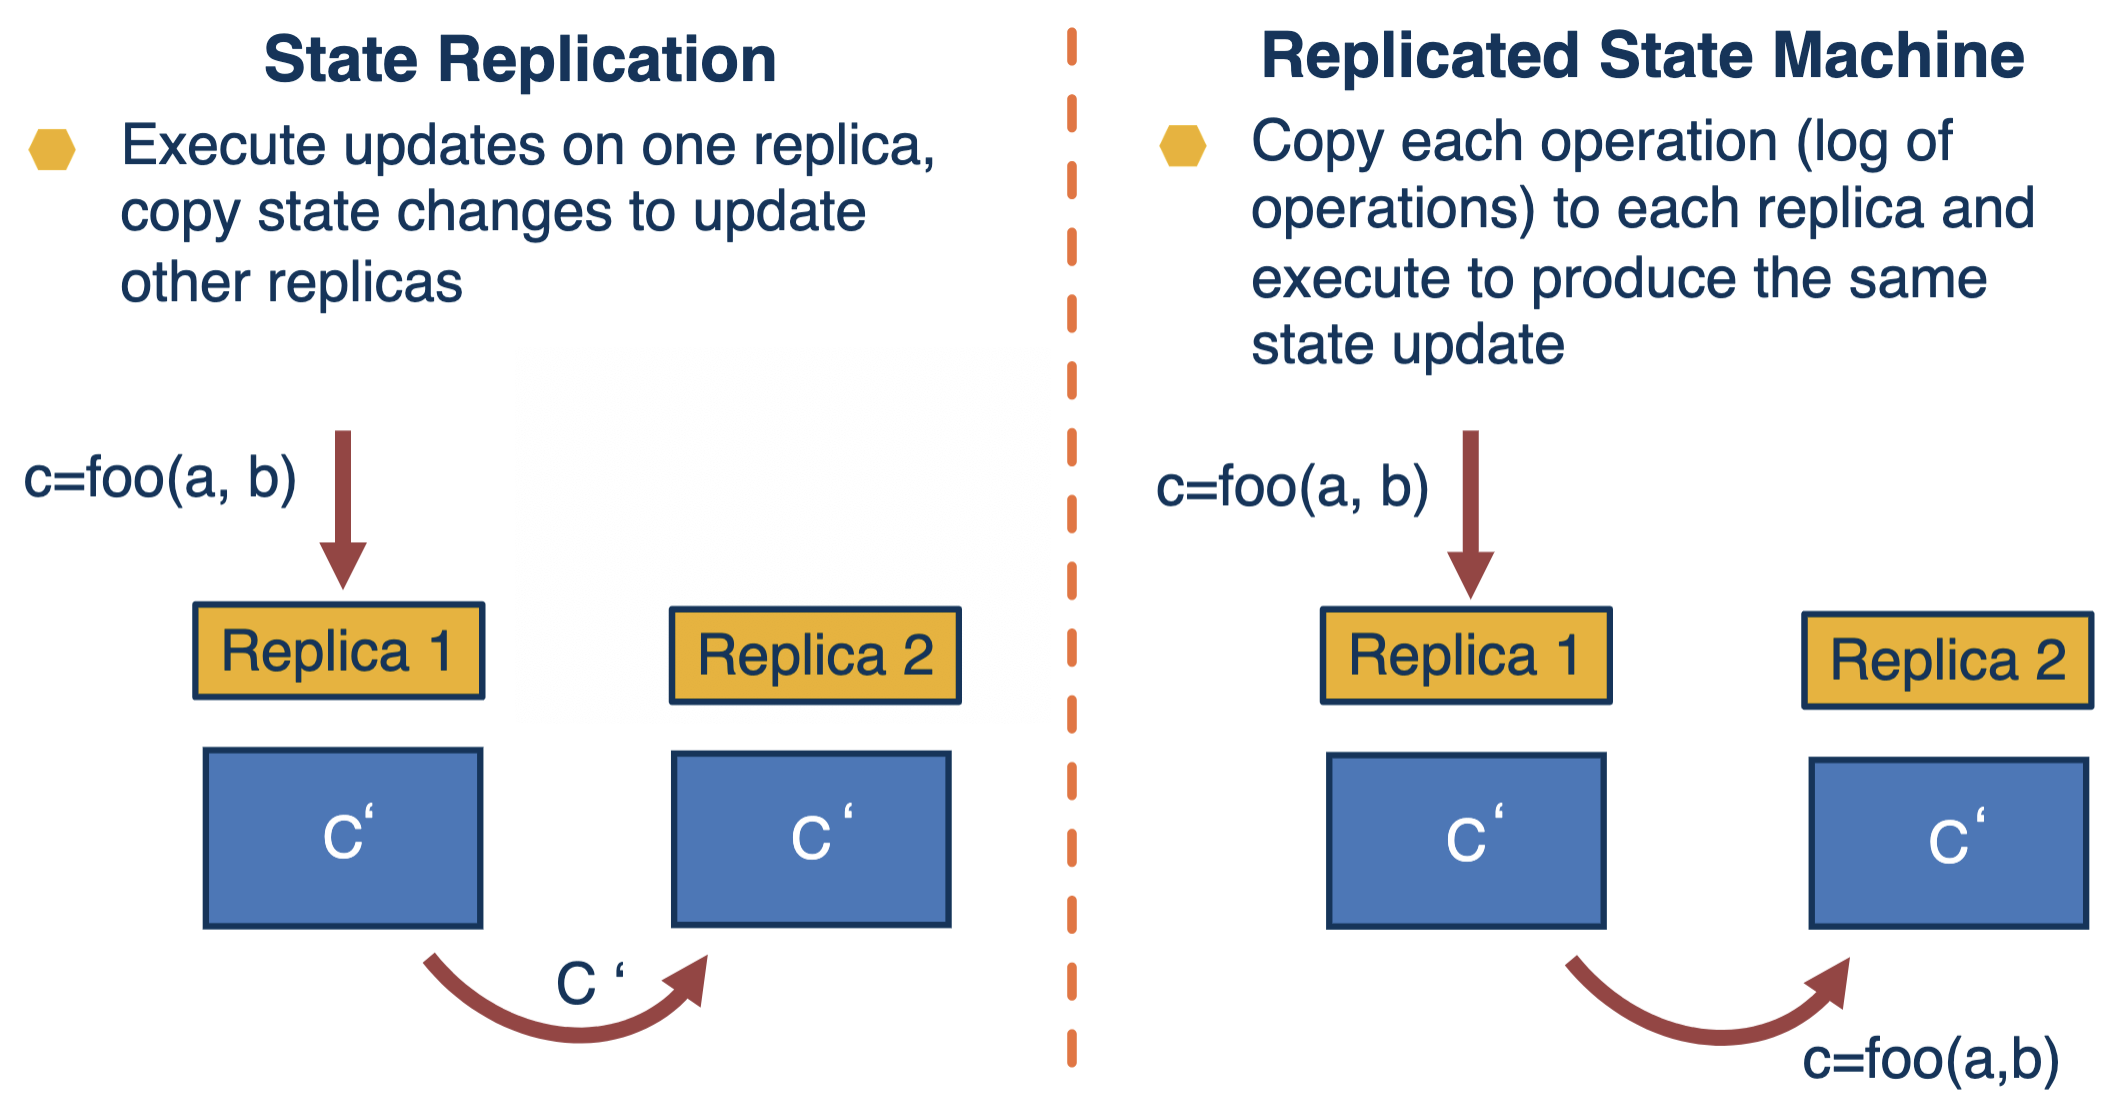 State Replication
Execute updates on one replica,
copy state changes to update
other replicas
c=foo(a, b)
Replica 1
Replica 2
C‘
C ‘
C ‘
Replicated State Machine
Copy each operation (log of
operations) to each replica and
execute to produce the same
state update
c=foo(a, b)
Replica 1
Replica 2
C ‘
C ‘
c=foo(a,b)